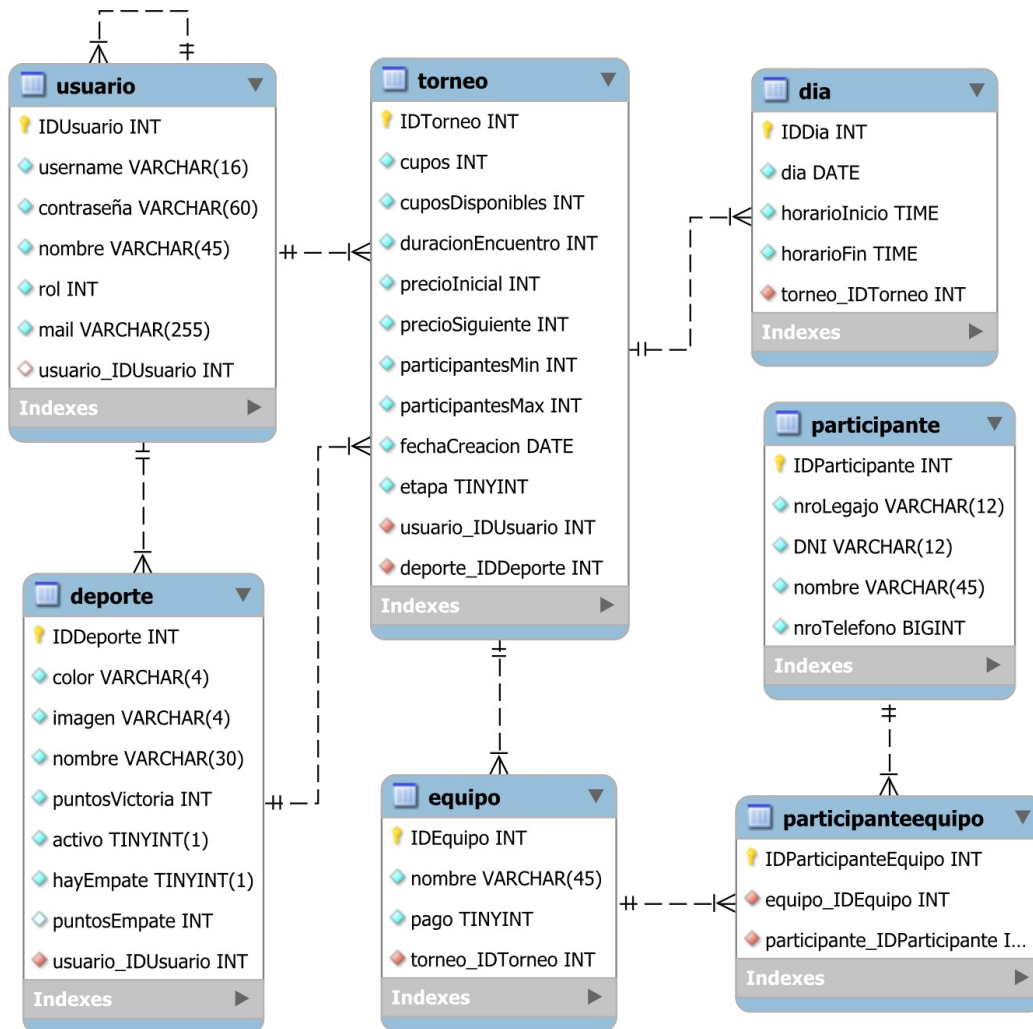 usuario
IDUsuario INT
username VARCHAR(16)
contraseña VARCHAR(60)
nombre VARCHAR(45)
rol INT
mail VARCHAR(255)
usuario_IDUsuario INT
Indexes
torneo
IDTorneo INT
cupos INT
cuposDisponibles INT
duracionEncuentro INT
precioInicial INT
precioSiguiente INT
participantesMin INT
participantesMax INT
fechaCreacion DATE
etapa TINYINT
usuario_IDUsuario INT
deporte_IDDeporte INT
Indexes
dia
IDDia INT
dia DATE
horarioInicio TIME
horarioFin TIME
torneo_IDTorneo INT
Indexes
participante
IDParticipante INT
nroLegajo VARCHAR(12)
DNI VARCHAR(12)
nombre VARCHAR(45)
nroTelefono BIGINT
Indexes
deporte
IDDeporte INT
color VARCHAR(4)
imagen VARCHAR(4)
nombre VARCHAR(30)
puntosVictoria INT
activo TINYINT(1)
hayEmpate TINYINT(1)
puntosEmpate INT
usuario_IDUsuario INT
Indexes
equipo
IDEquipo INT
nombre VARCHAR(45)
pago TINYINT
torneo_IDTorneo INT
Indexes
participanteequipo
IDParticipanteEquipo INT
equipo_IDEquipo INT
participante_IDParticipante I...
Indexes